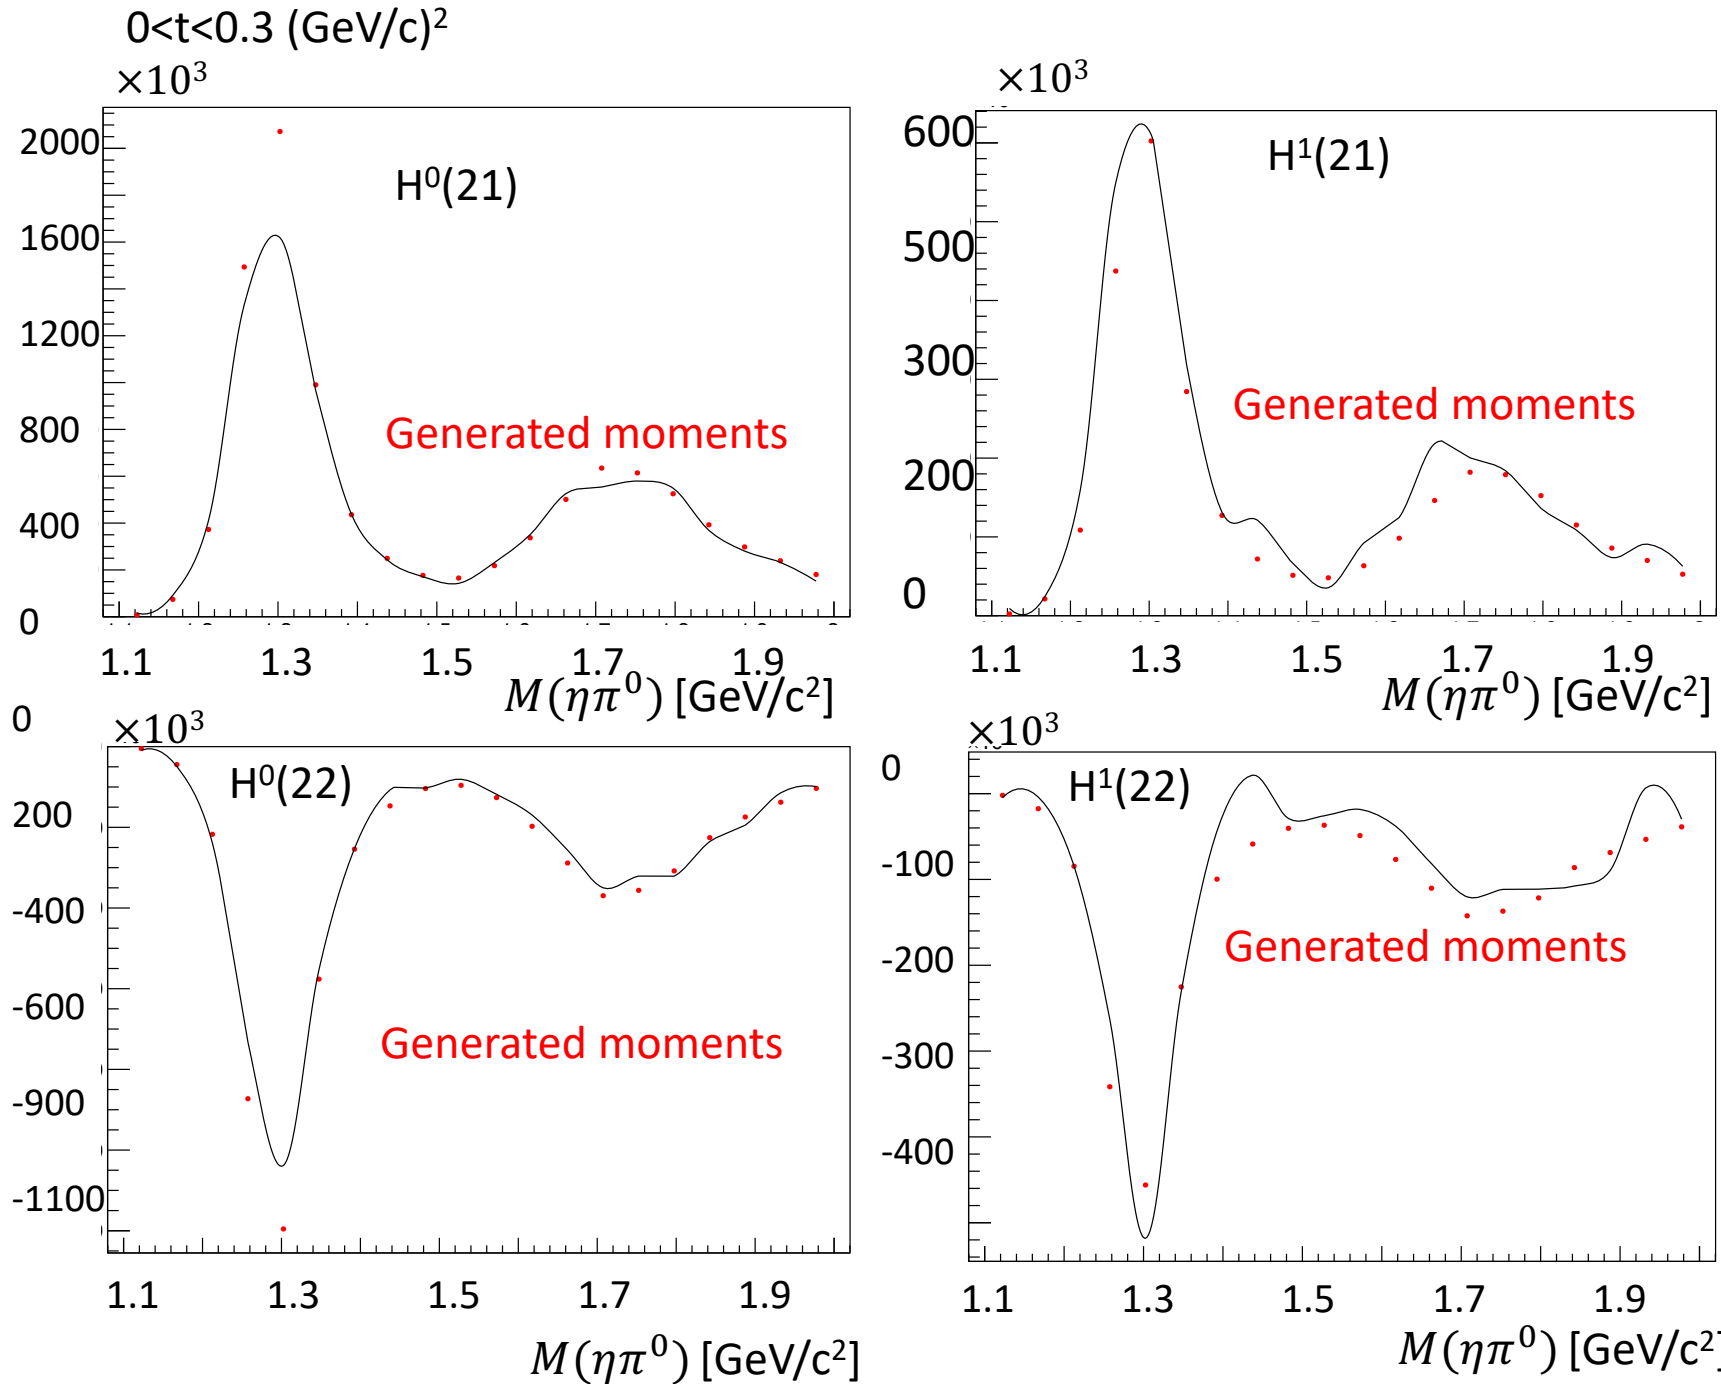 0<t<0.3 (GeV/c)²
×10³
2000
1600
1200
800
400
0
H⁰(21)
Generated moments
1.1 1.3 1.5 1.7 1.9
M(ηπ⁰) [GeV/c²]
×10³
600
500
300
200
0
H¹(21)
Generated moments
1.1 1.3 1.5 1.7 1.9
M(ηπ⁰) [GeV/c²]
0
×10³
200
-400
-600
-900
-1100
H⁰(22)
Generated moments
1.1 1.3 1.5 1.7 1.9
M(ηπ⁰) [GeV/c²]
×10³
0
-100
-200
-300
-400
H¹(22)
Generated moments
1.1 1.3 1.5 1.7 1.9
M(ηπ⁰) [GeV/c²]